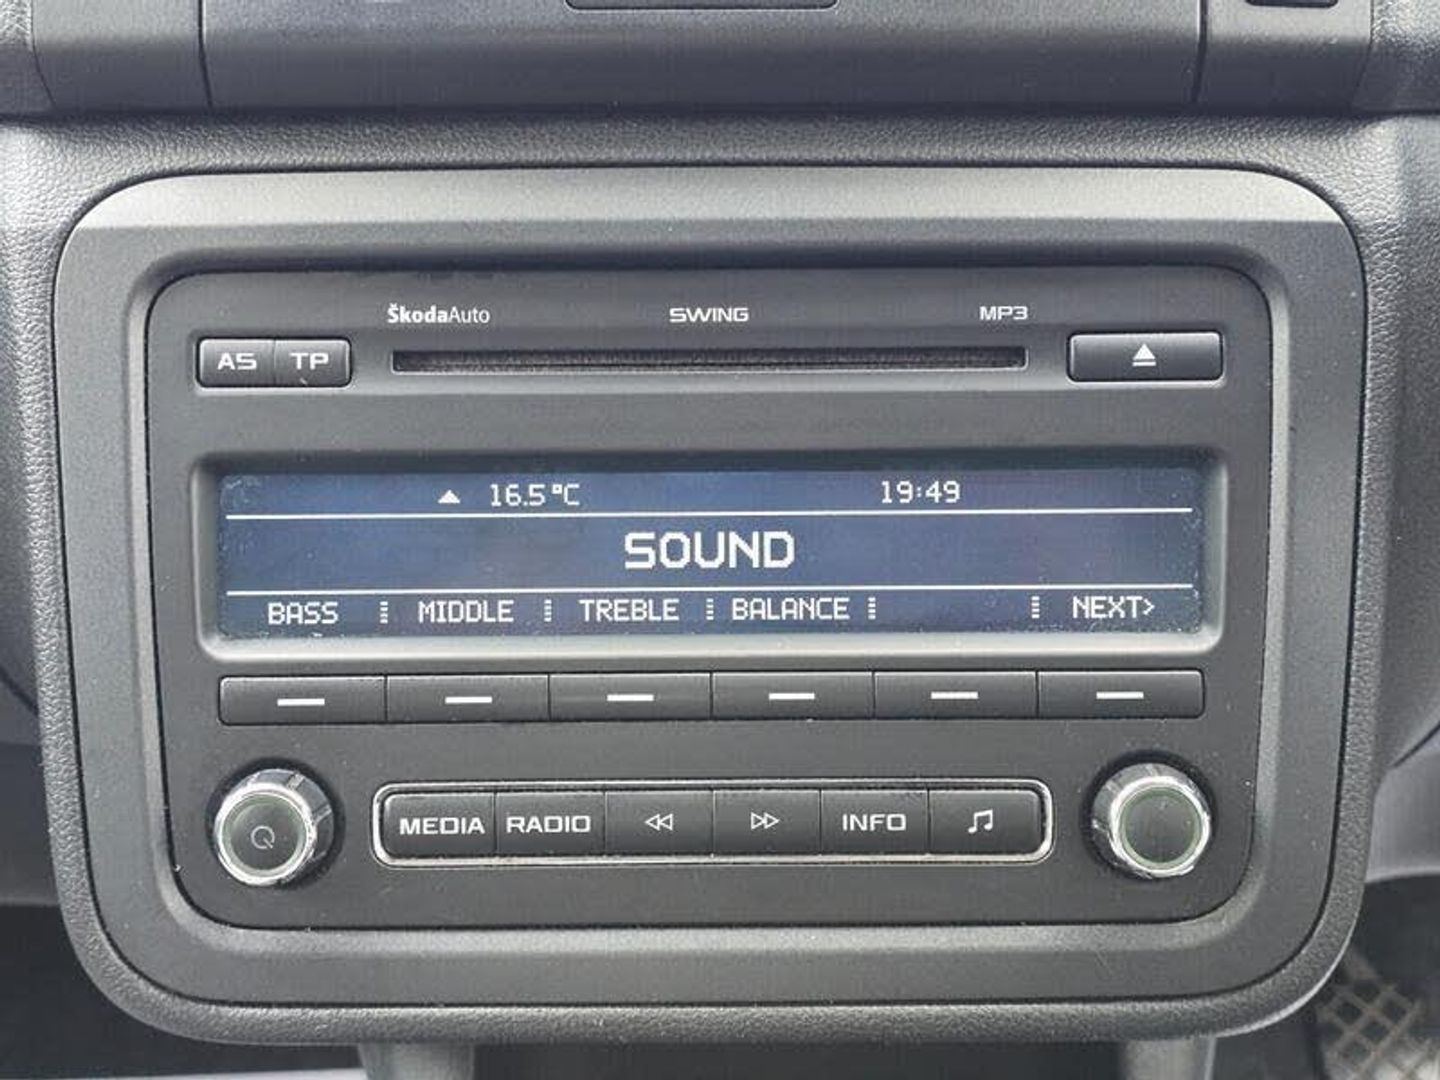 ŠkodaAuto SWING MP3
AS TP
16.5°C 19:49
SOUND
BASS MIDDLE TREBLE BALANCE NEXT>
MEDIA RADIO INFO